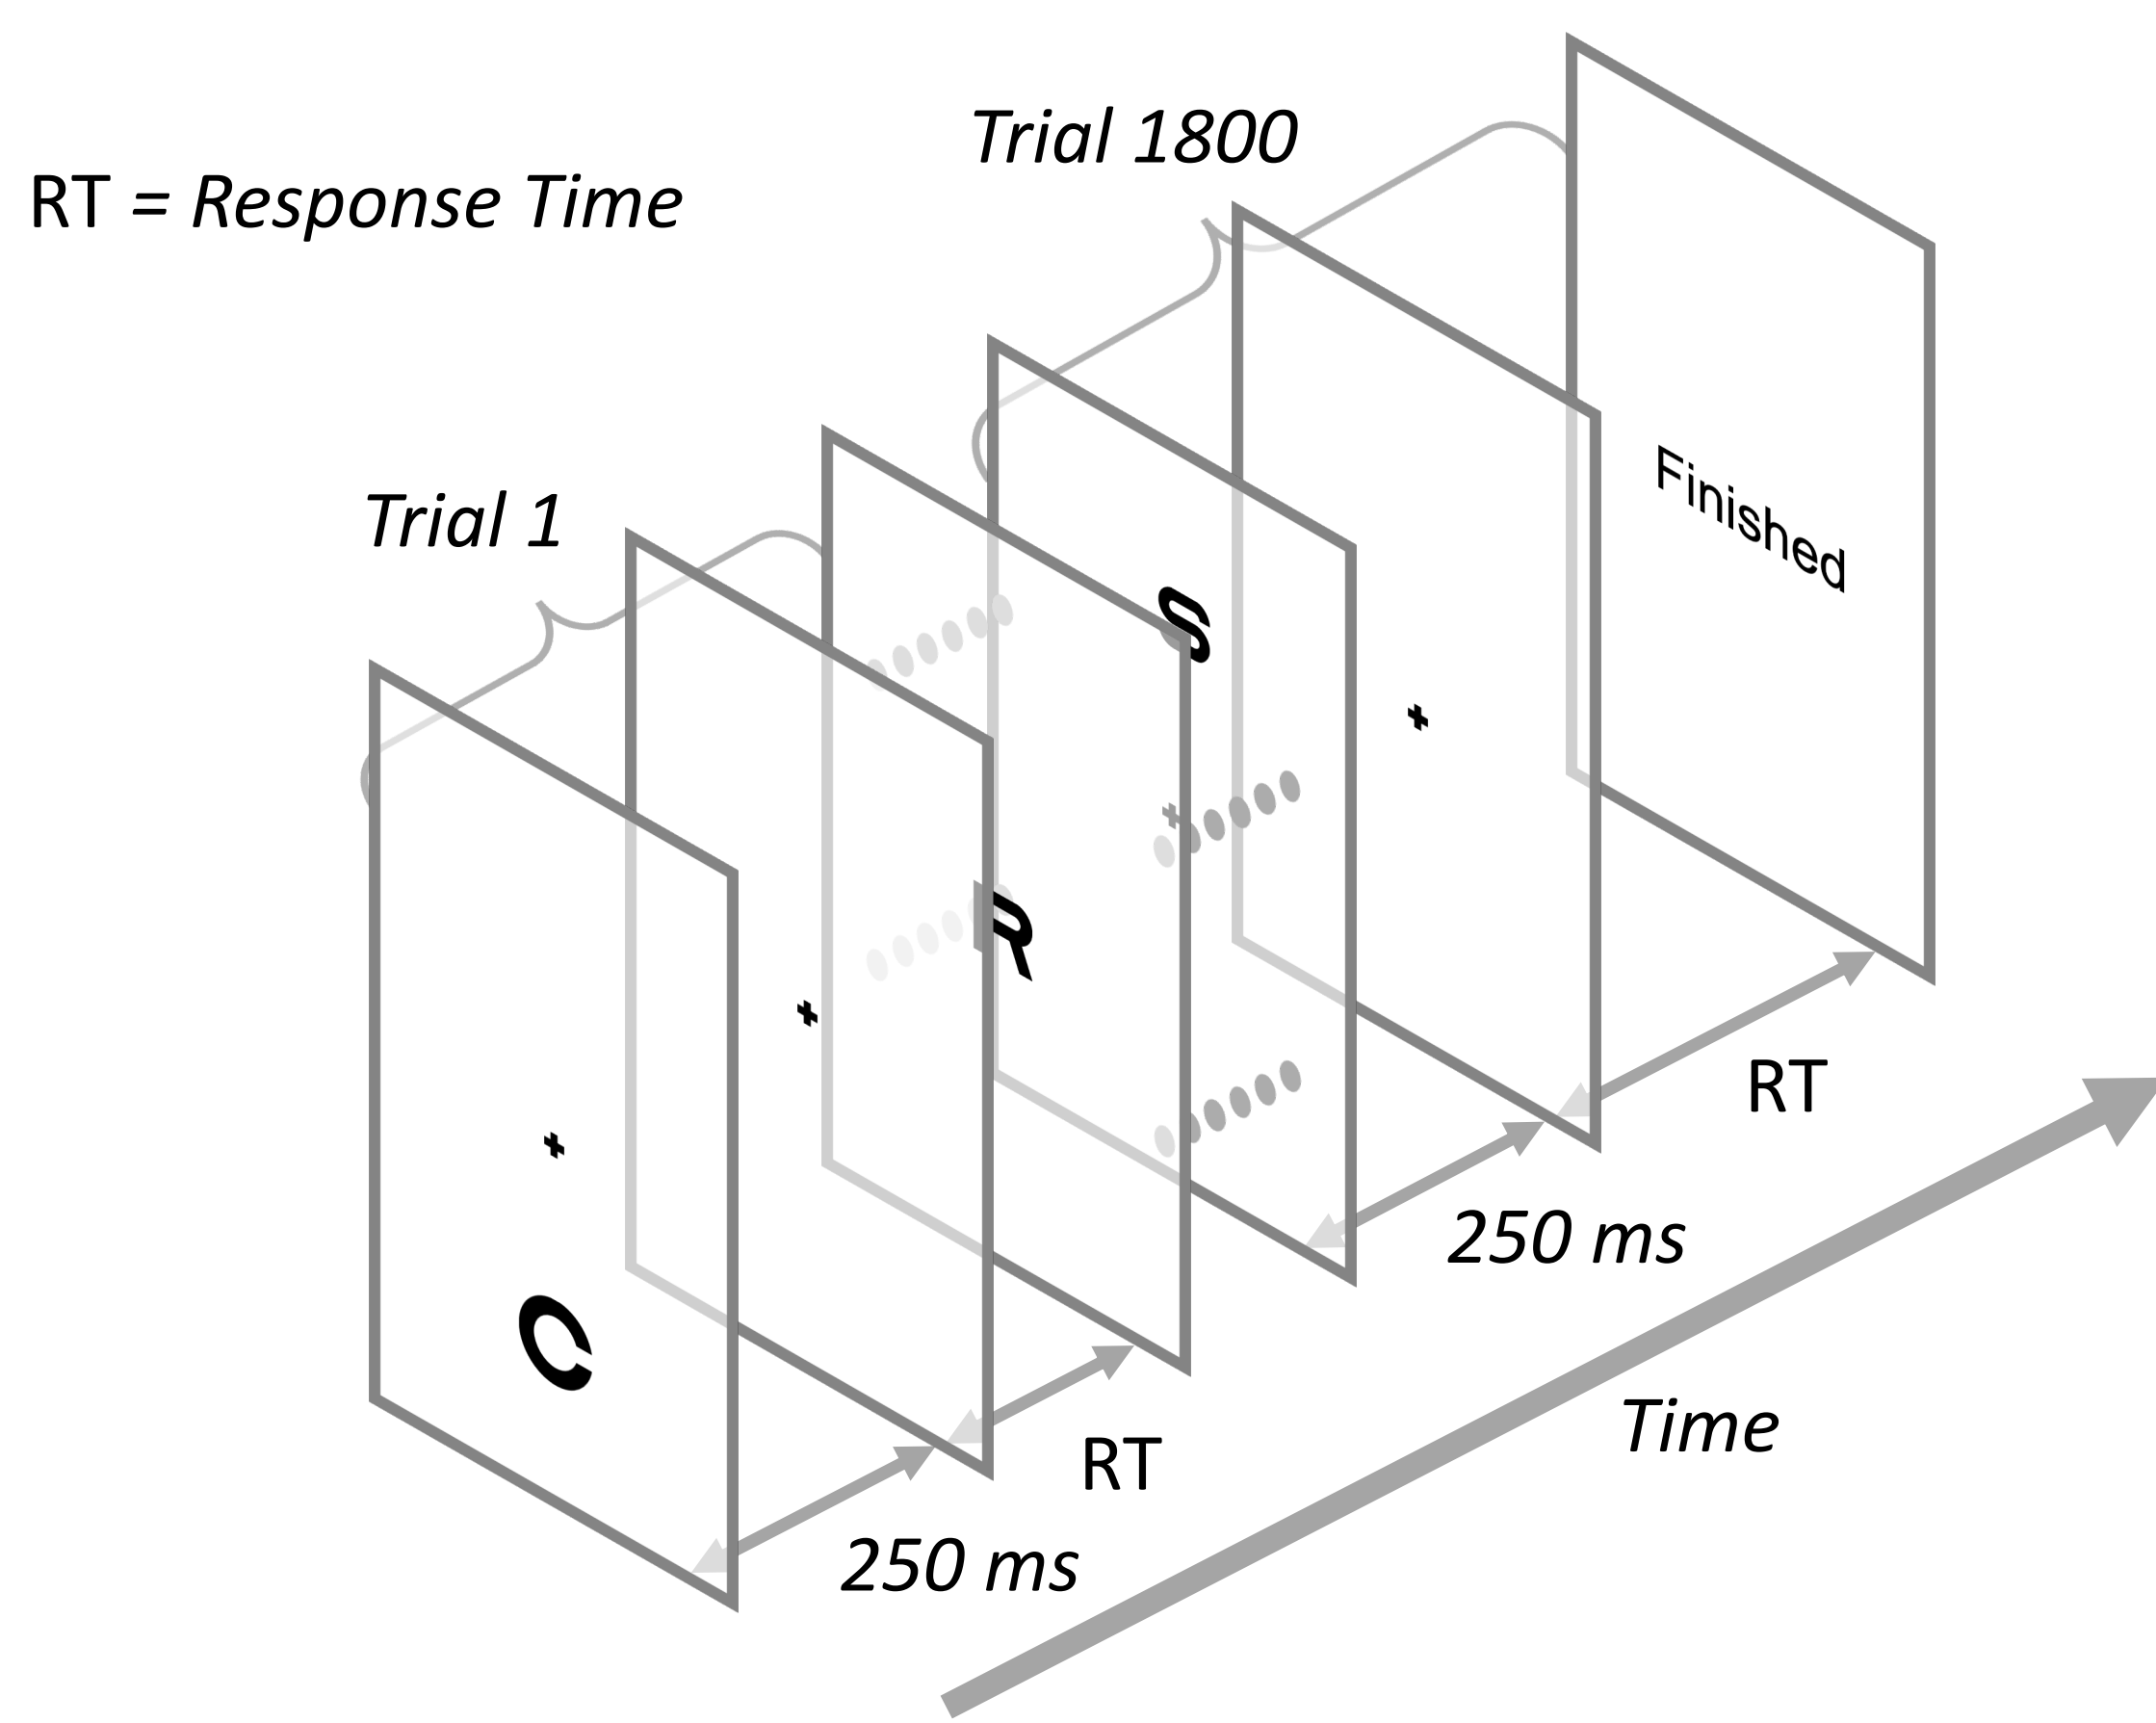 RT = Response Time
Trial 1800
Trial 1
Finished
S
+
+
R
+
+
C
RT
250 ms
RT
250 ms
Time